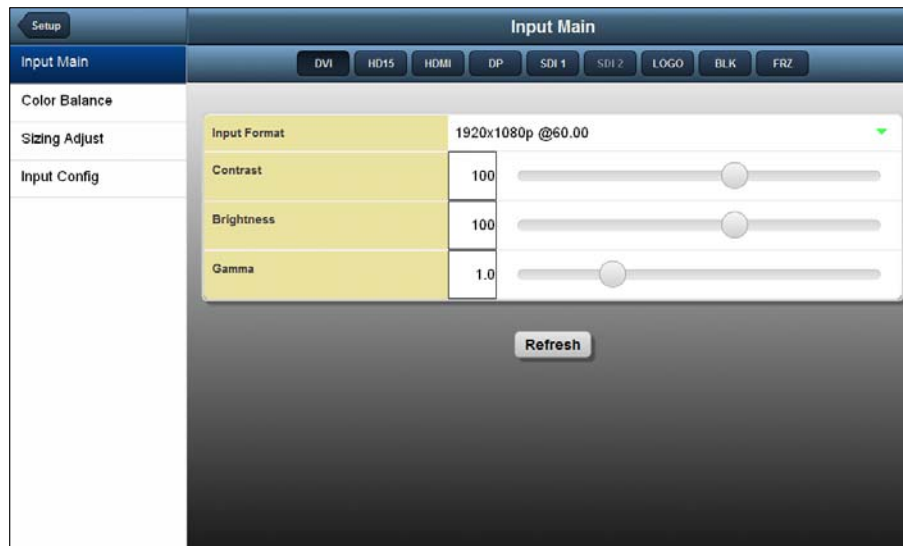 Setup
Input Main
Input Main
DVI HD15 HDMI DP SDI 1 SDI 2 LOGO BLK FRZ
Color Balance
Sizing Adjust
Input Config
Input Format 1920x1080p @60.00
Contrast 100
Brightness 100
Gamma 1.0
Refresh